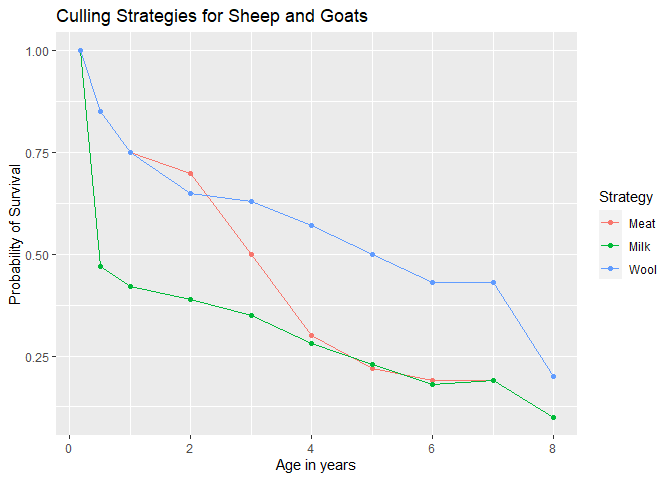 Culling Strategies for Sheep and Goats
1.00
0.75
0.50
0.25
Probability of Survival
0 2 4 6 8
Age in years
Strategy
Meat
Milk
Wool